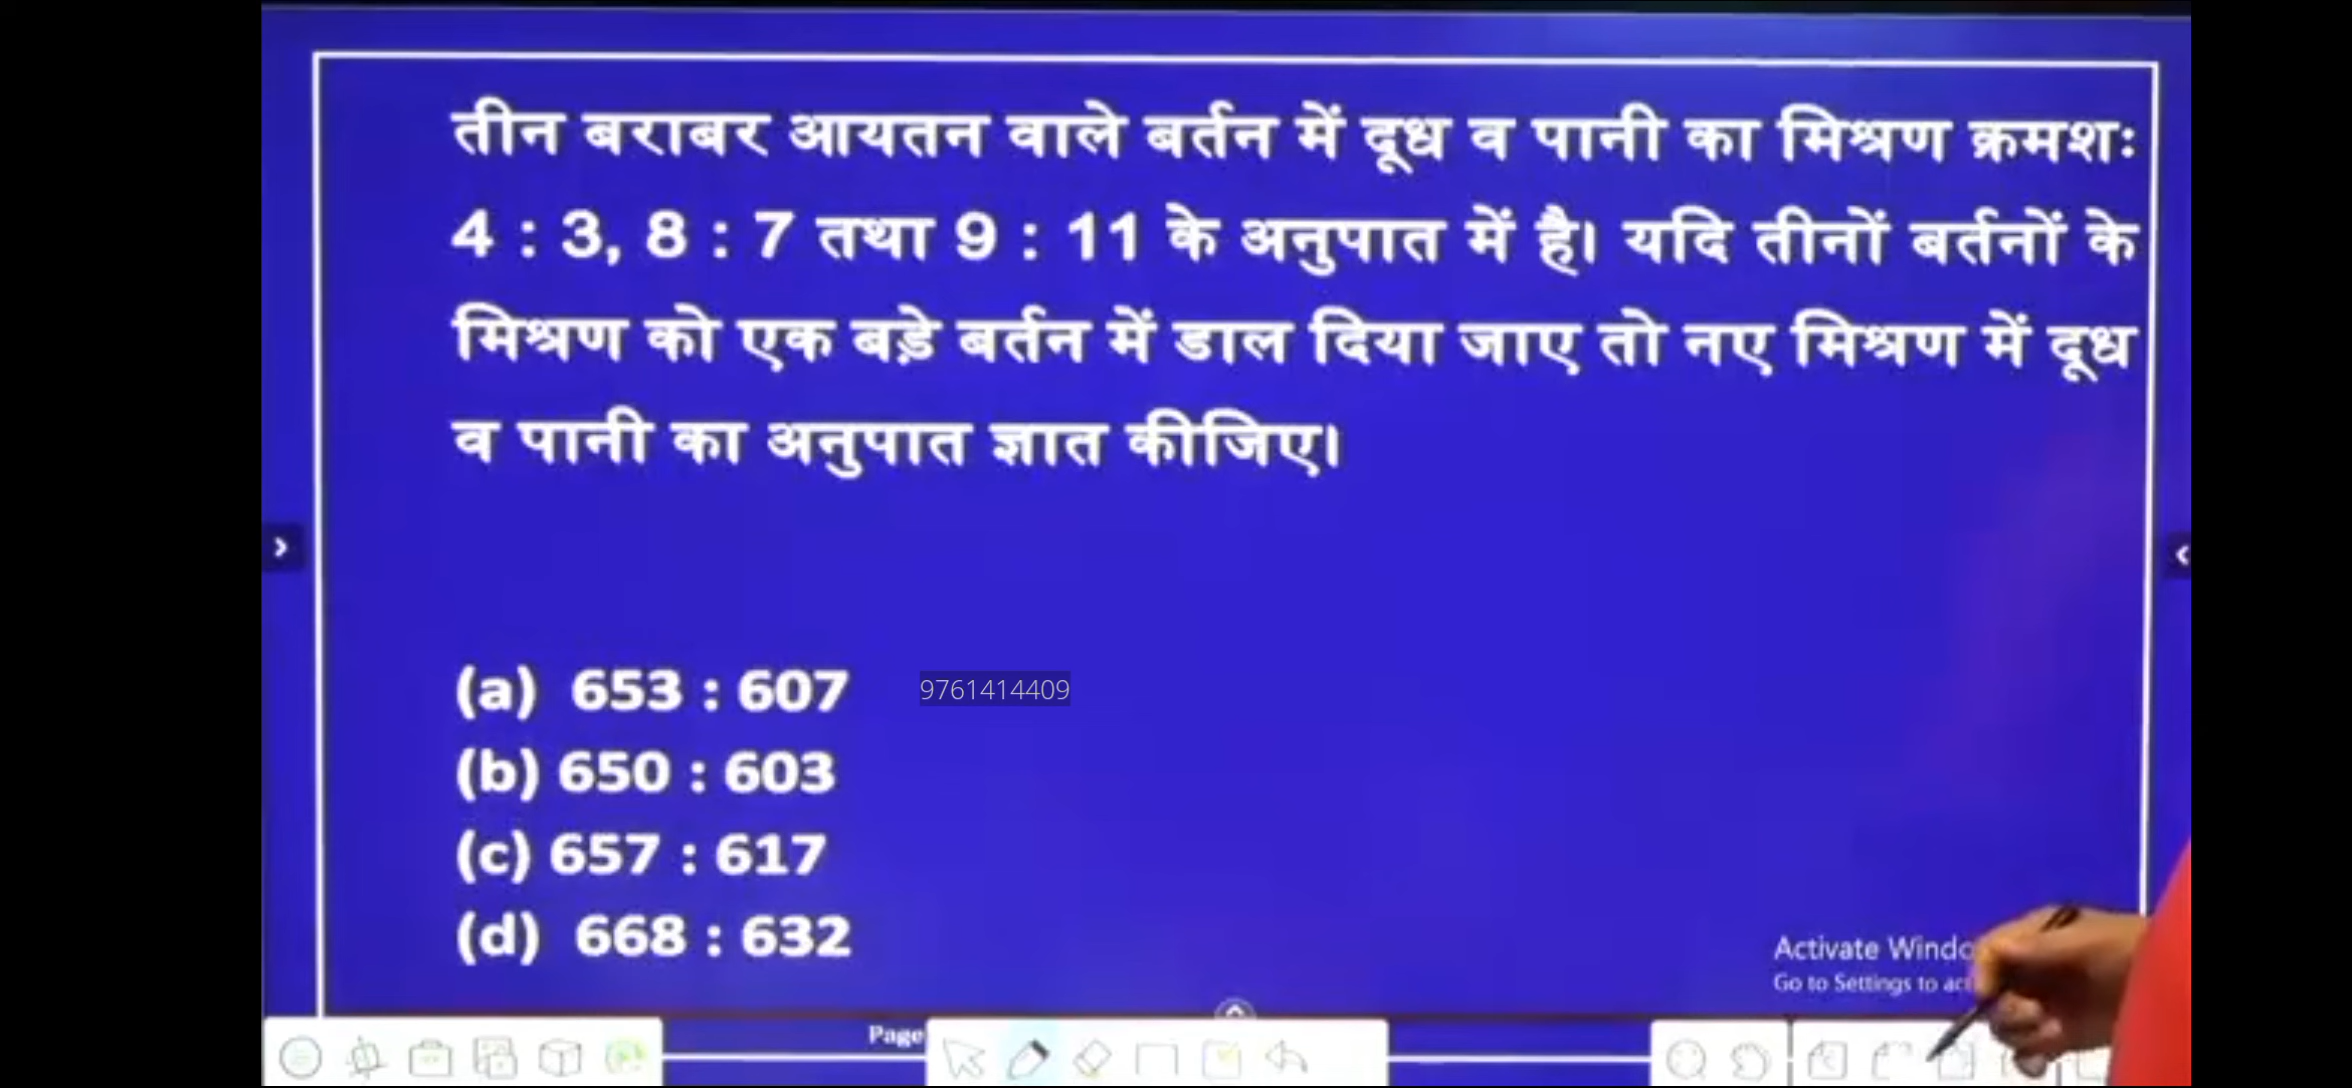 तीन बराबर आयतन वाले बर्तन में दूध व पानी का मिश्रण क्रमशः
4 : 3, 8 : 7 तथा 9 : 11 के अनुपात में है। यदि तीनों बर्तनों के
मिश्रण को एक बड़े बर्तन में डाल दिया जाए तो नए मिश्रण में दूध
व पानी का अनुपात ज्ञात कीजिए।
(a) 653 : 607
9761414409
(b) 650 : 603
(c) 657 : 617
(d) 668 : 632
Activate
Go to Settings to
Page